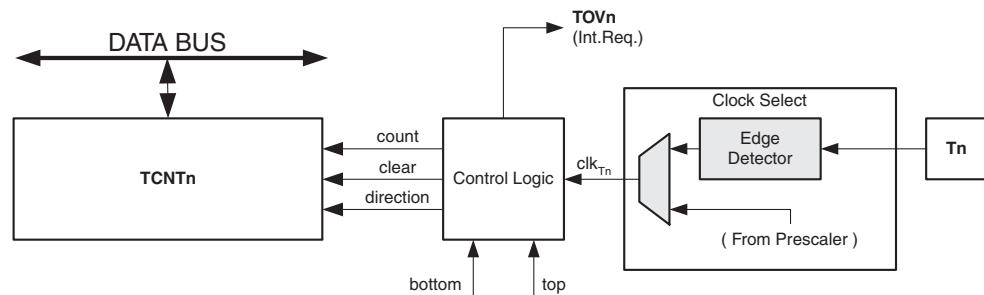 TOVn
(Int.Req.)
DATA BUS
Clock Select
Edge
Detector
Tn
TCNTn
count
clear
direction
Control Logic
clkTn
( From Prescaler )
bottom
top